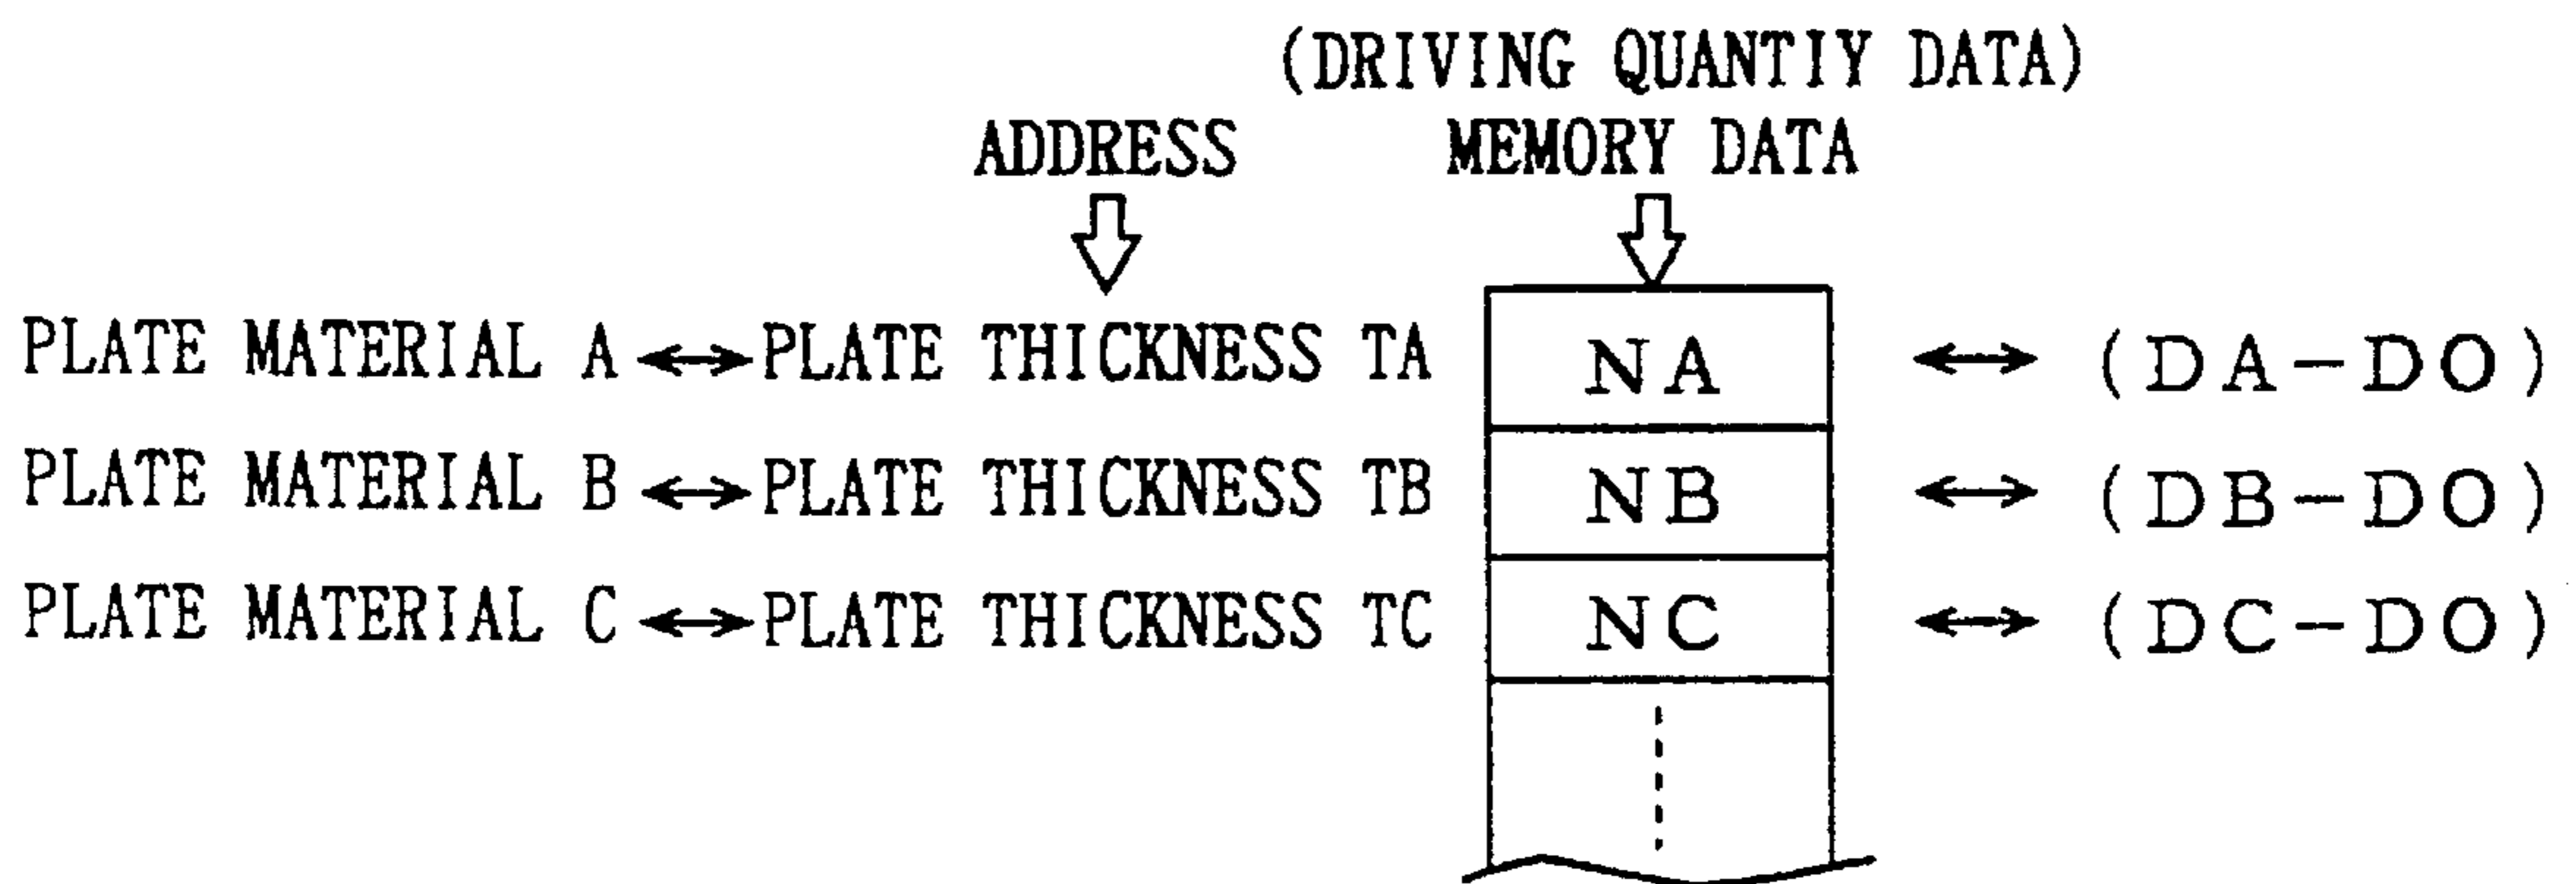 (DRIVING QUANTIY DATA)
ADDRESS MEMORY DATA
PLATE MATERIAL A PLATE THICKNESS TA NA (DA-DO)
PLATE MATERIAL B PLATE THICKNESS TB NB (DB-DO)
PLATE MATERIAL C PLATE THICKNESS TC NC (DC-DO)